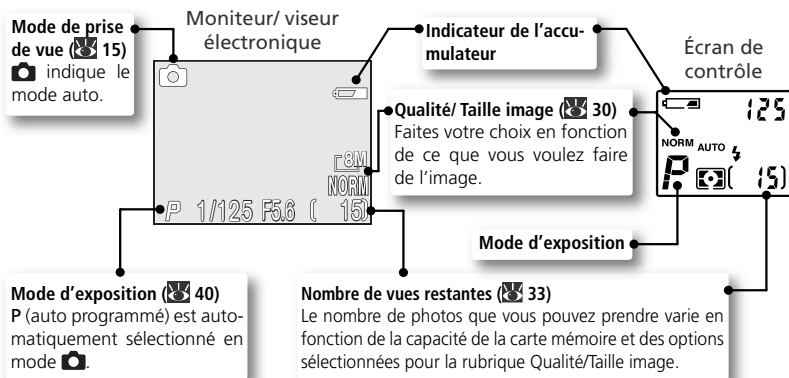 Mode de prise
de vue ( 15)
indique le
mode auto.
Moniteur/ viseur
électronique
8M
NORM
P 1/125 F5.6 ( 15)
Indicateur de l'accu-
mulateur
Qualité/ Taille image ( 30)
Faites votre choix en fonction
de ce que vous voulez faire
de l'image.
Écran de
contrôle
125
NORM AUTO
P ( 15)
Mode d'exposition
Mode d'exposition ( 40)
P (auto programmé) est auto-
matiquement sélectionné en
mode .
Nombre de vues restantes ( 33)
Le nombre de photos que vous pouvez prendre varie en
fonction de la capacité de la carte mémoire et des options
sélectionnées pour la rubrique Qualité/Taille image.